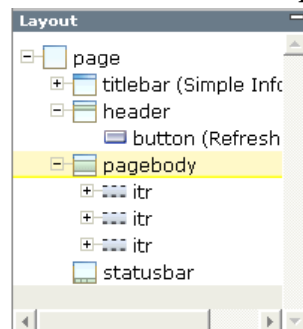 Layout
page
titlebar (Simple Info
header
button (Refresh
pagebody
itr
itr
itr
statusbar